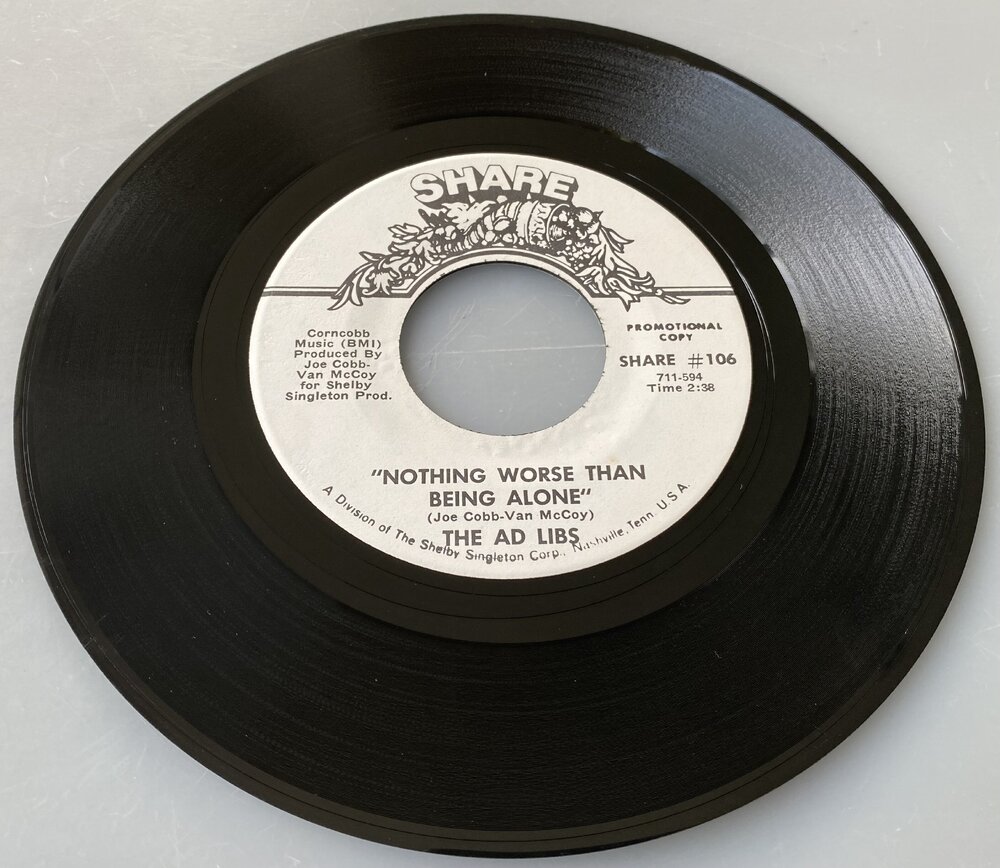 SHARE
Corncobb
Music (BMI)
Produced By
Joe Cobb-
Van McCoy
for Shelby
Singleton Prod.
PROMOTIONAL
COPY
SHARE #106
711-594
Time 2:38
"NOTHING WORSE THAN
BEING ALONE"
(Joe Cobb-Van McCoy)
THE AD LIBS
A Division of The Shelby Singleton Corp., Nashville, Tenn. U.S.A.